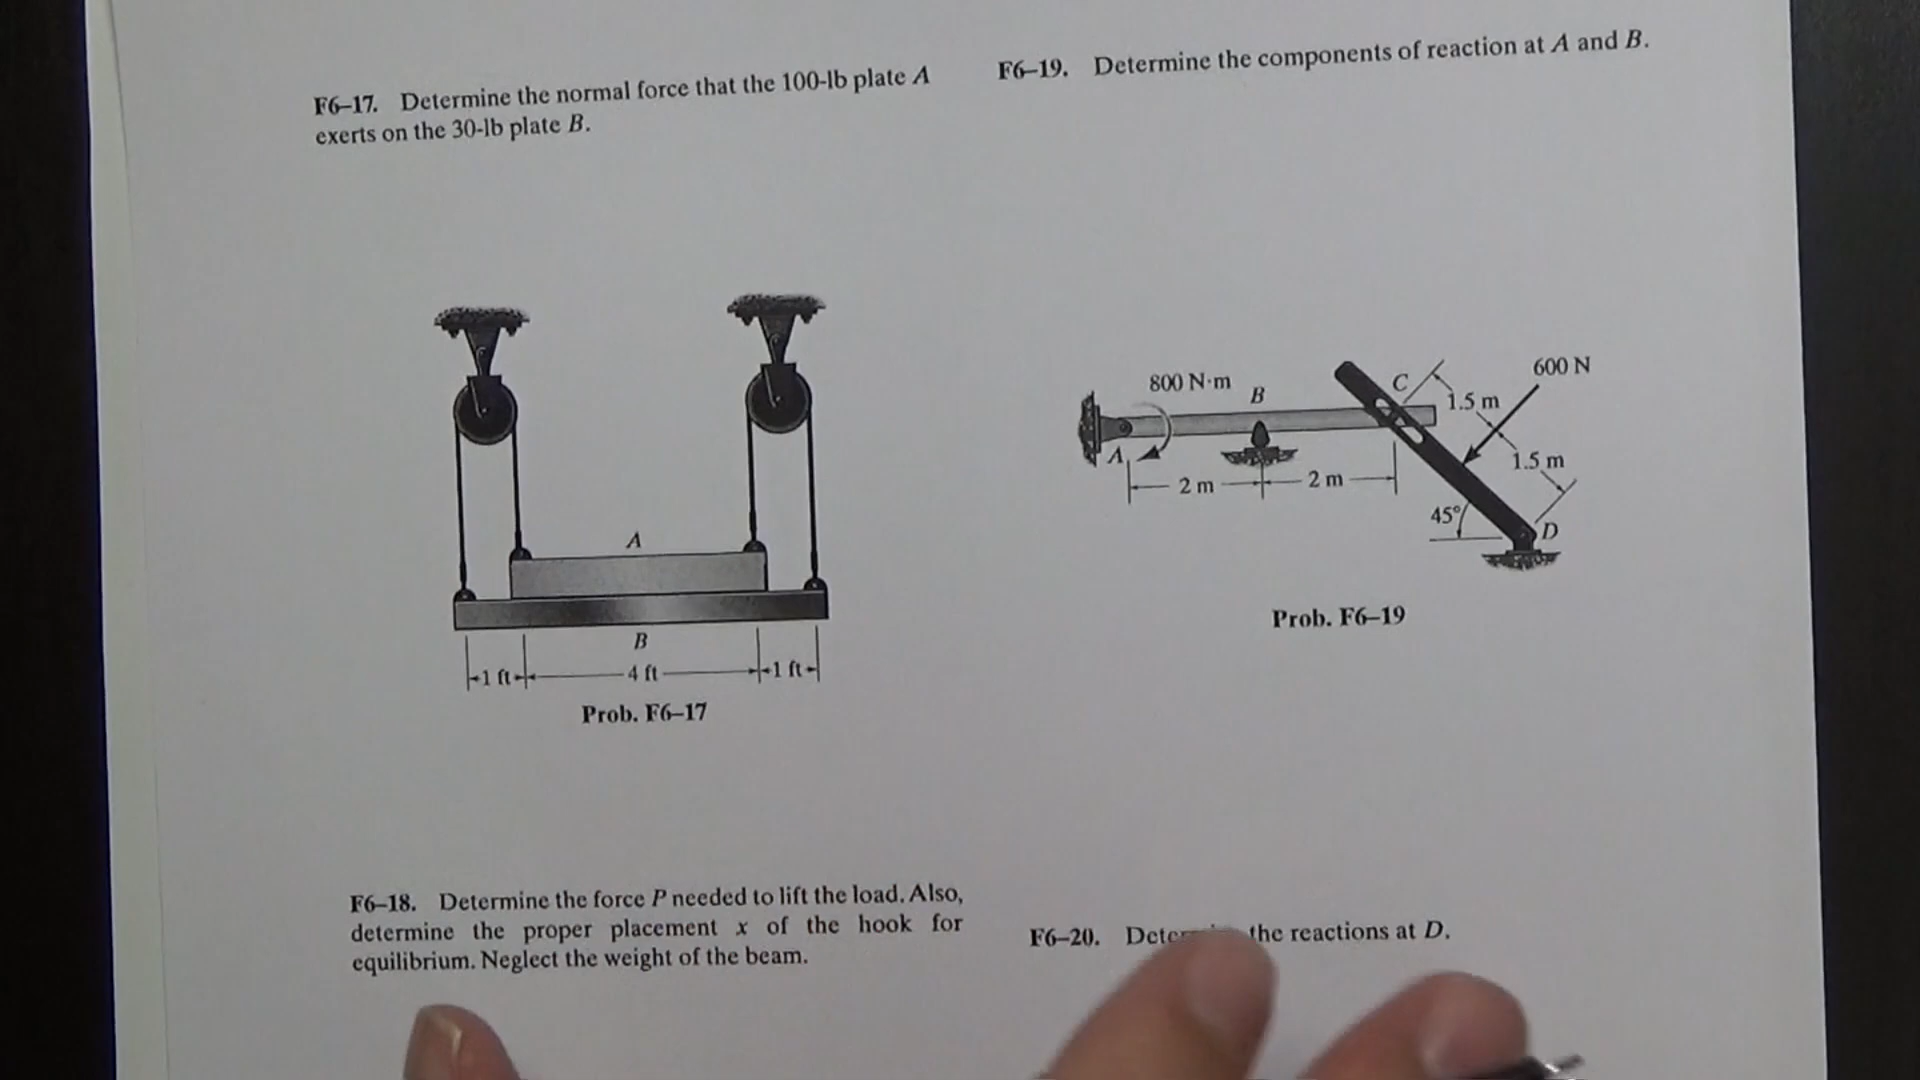 F6–17. Determine the normal force that the 100-lb plate A
exerts on the 30-lb plate B.
A
B
1 ft
4 ft
1 ft
Prob. F6–17
F6–18. Determine the force P needed to lift the load. Also,
determine the proper placement x of the hook for
equilibrium. Neglect the weight of the beam.
F6–19. Determine the components of reaction at A and B.
600 N
800 N·m
B
C
1.5 m
A
1.5 m
2 m
2 m
45°
D
Prob. F6–19
F6–20. the reactions at D.